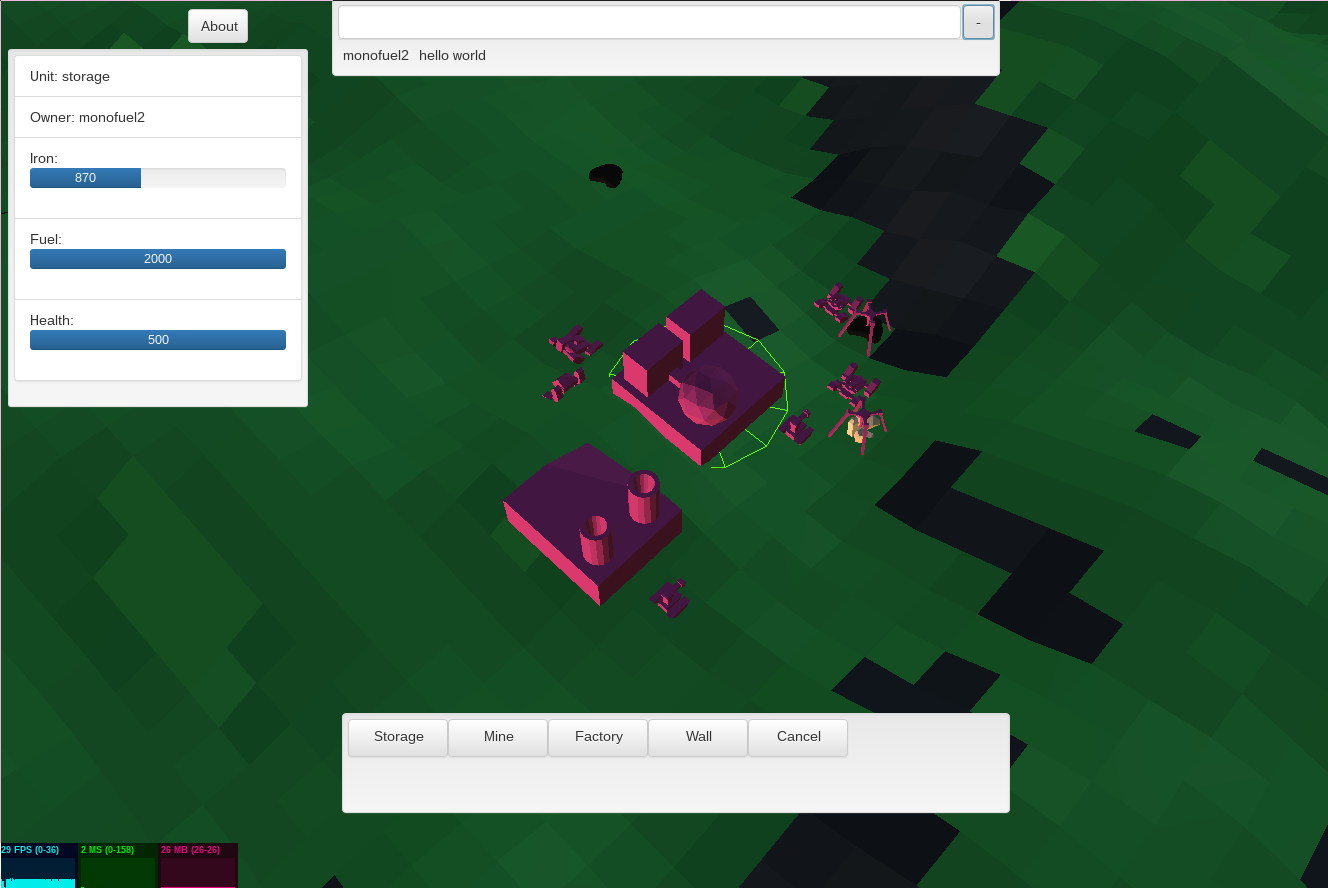 About
-
monofuel2 hello world
Unit: storage
Owner: monofuel2
Iron:
870
Fuel:
2000
Health:
500
Storage Mine Factory Wall Cancel
29 FPS (0-36) 2 MS (0-158) 26 MB (26-26)